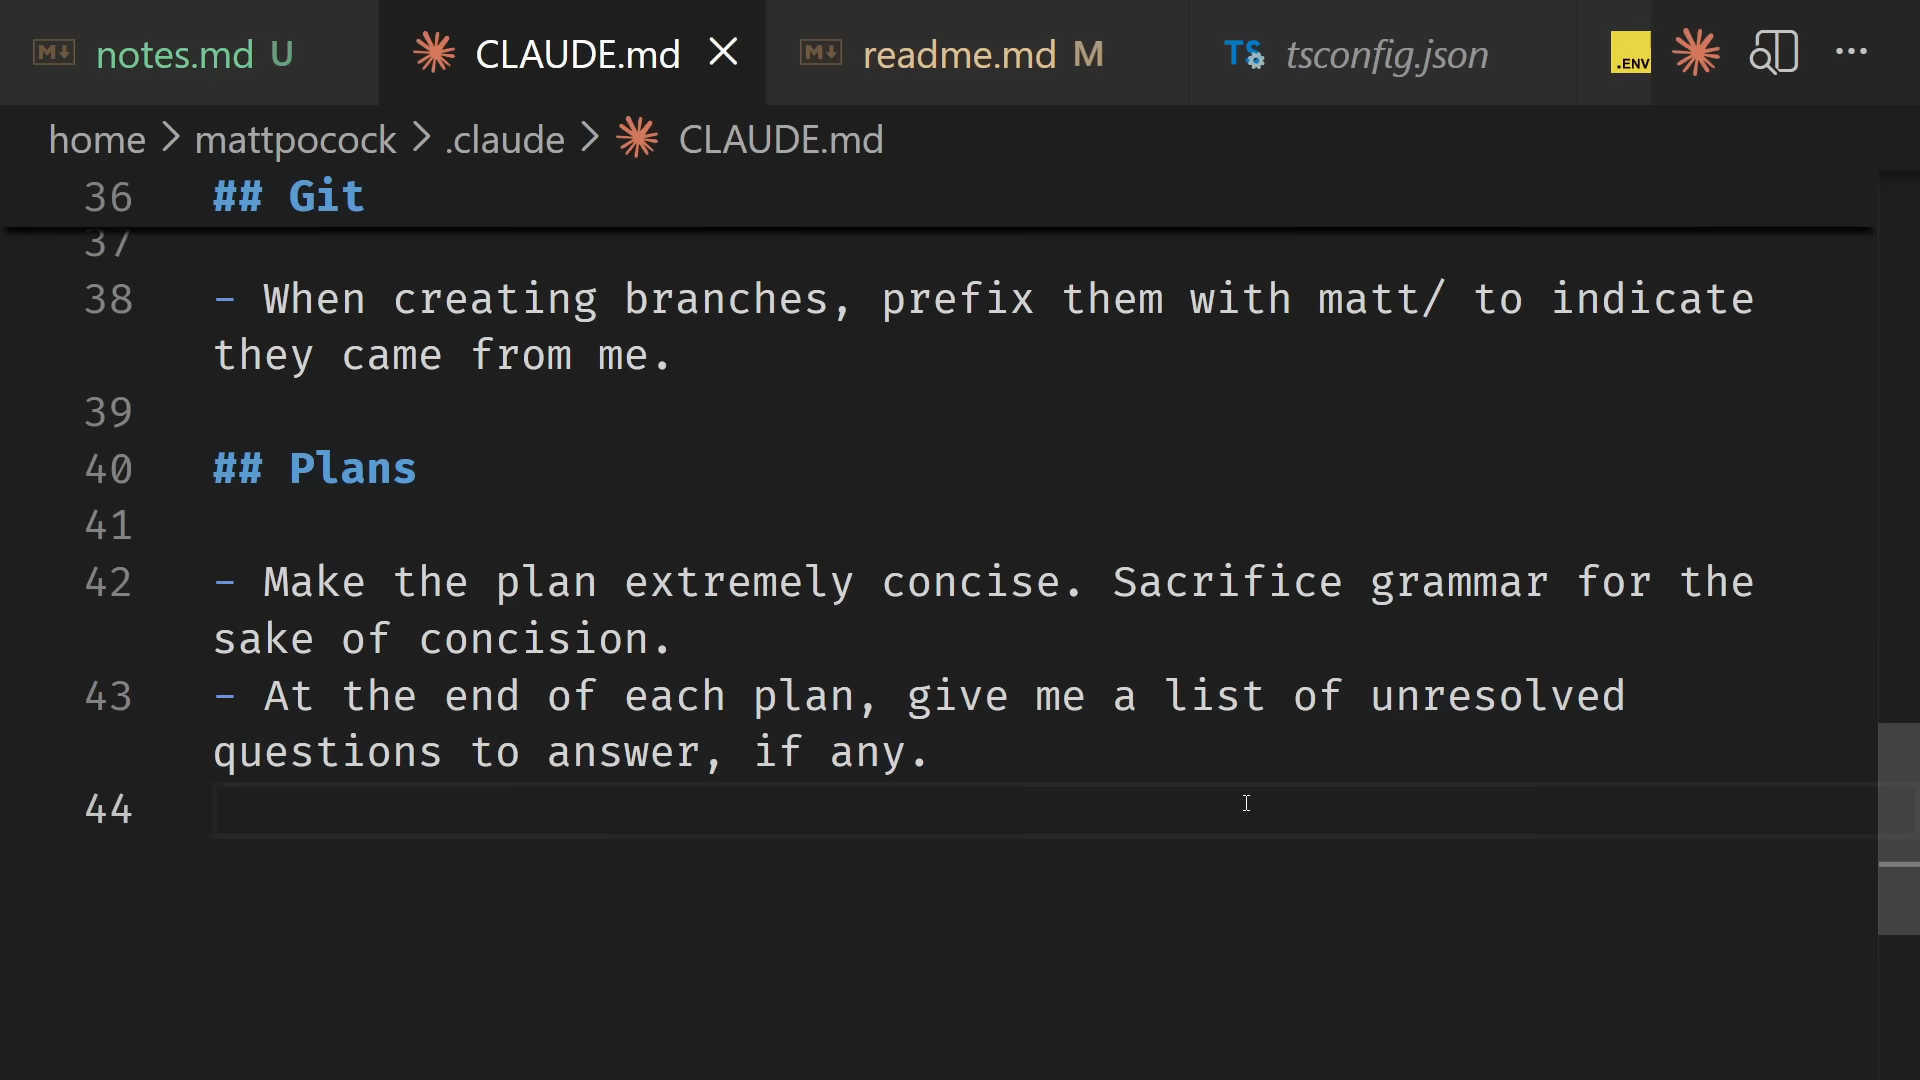 notes.md U CLAUDE.md readme.md M tsconfig.json .ENV
home > mattpocock > .claude > CLAUDE.md
36 ## Git
37
38 - When creating branches, prefix them with matt/ to indicate
they came from me.
39
40 ## Plans
41
42 - Make the plan extremely concise. Sacrifice grammar for the
sake of concision.
43 - At the end of each plan, give me a list of unresolved
questions to answer, if any.
44